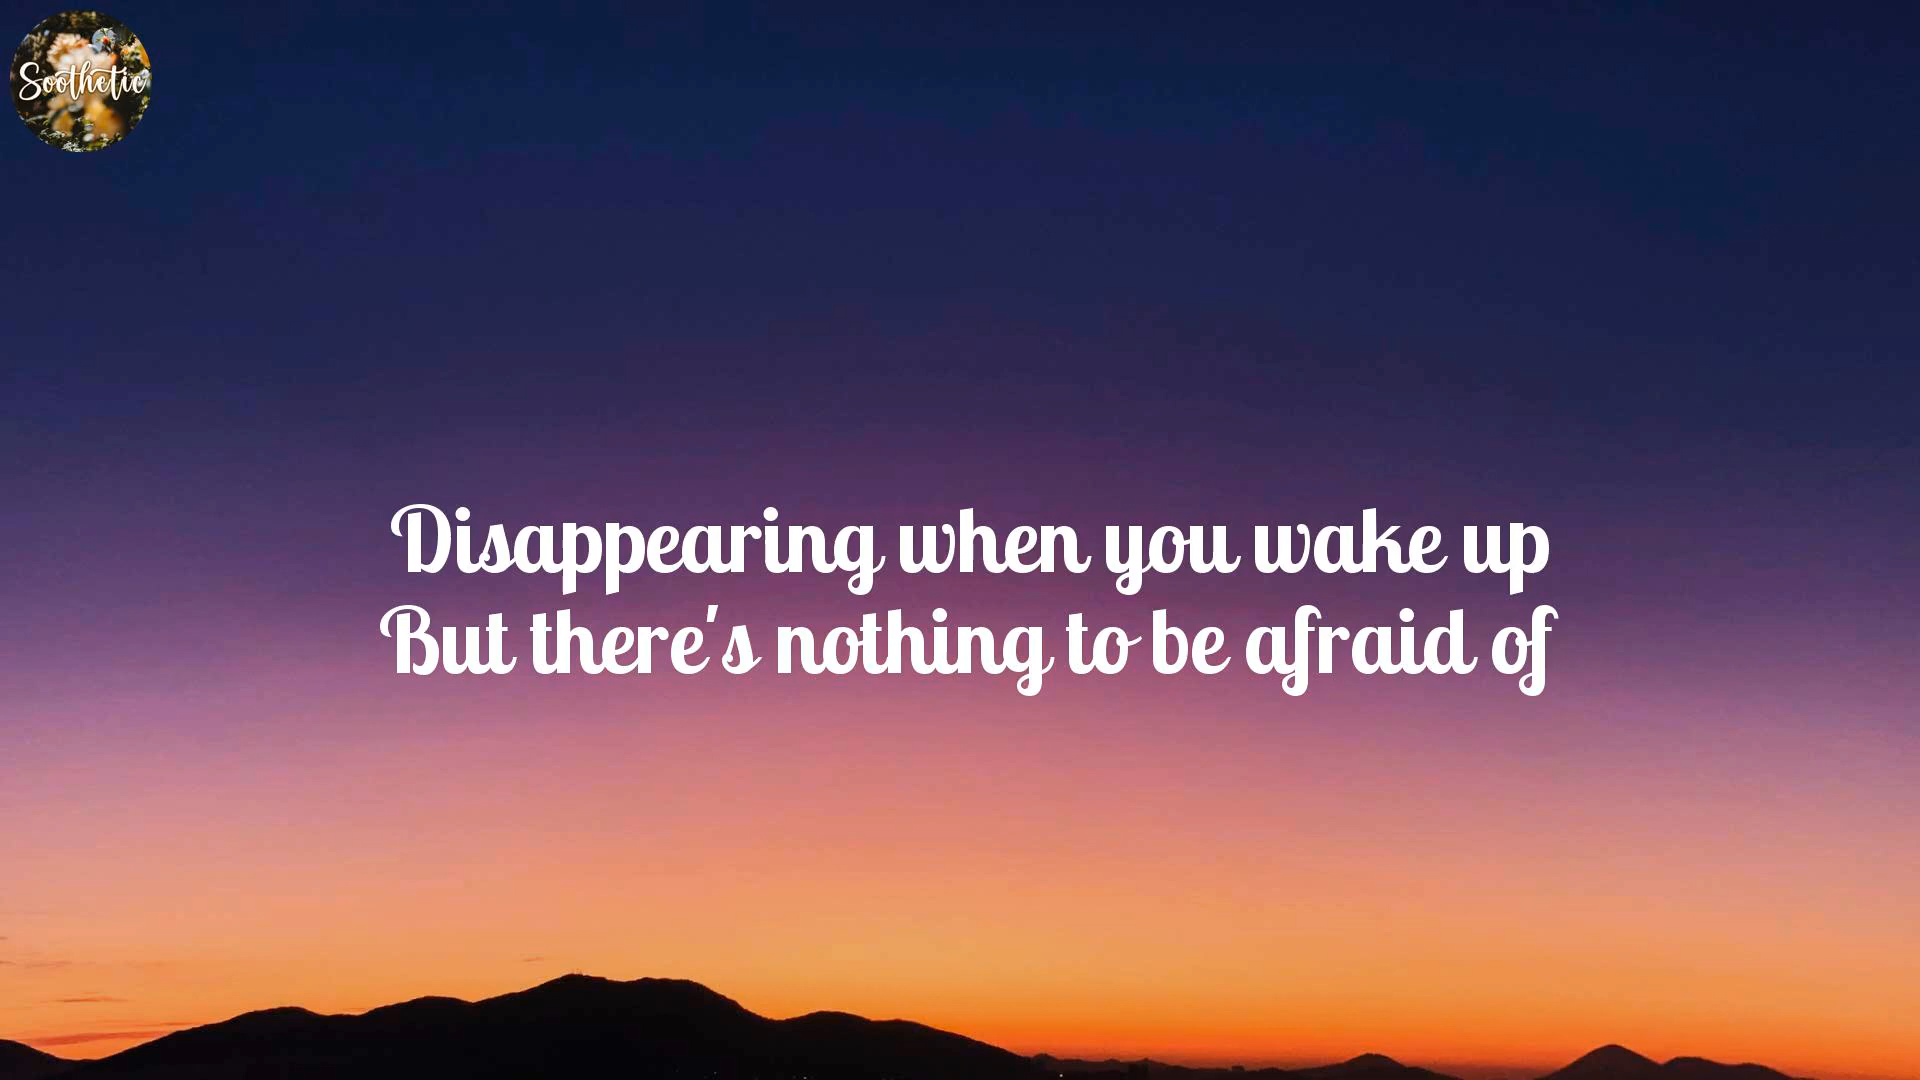 Soothetic
Disappearing when you wake up
But there's nothing to be afraid of